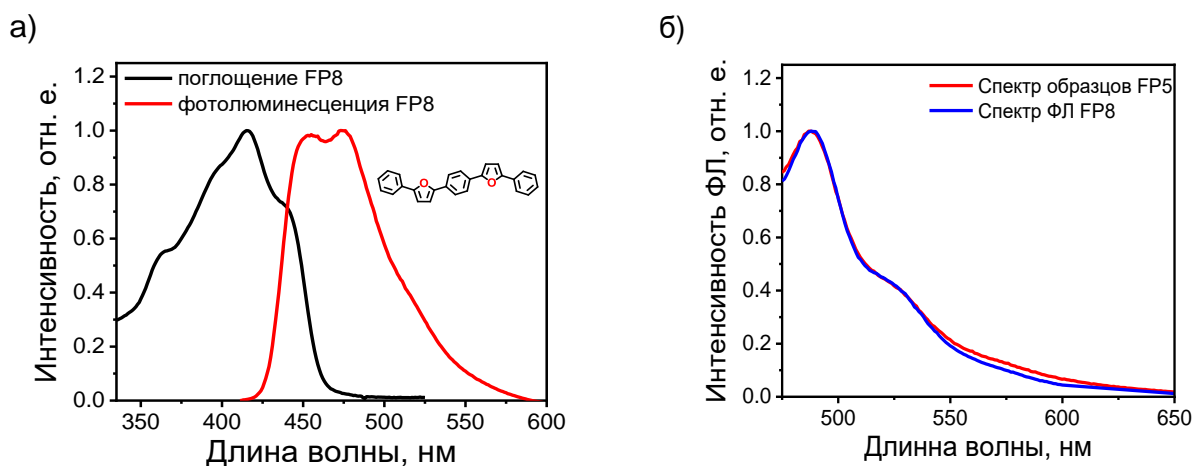 а)
Интенсивность, отн. е.
1.2
1.0
0.8
0.6
0.4
0.2
0.0
поглощение FP8
фотолюминесценция FP8
O
O
350 400 450 500 550 600
Длина волны, нм
б)
Интенсивность ФЛ, отн. е.
1.2
1.0
0.8
0.6
0.4
0.2
0.0
Спектр образцов FP5
Спектр ФЛ FP8
500 550 600 650
Длинна волны, нм